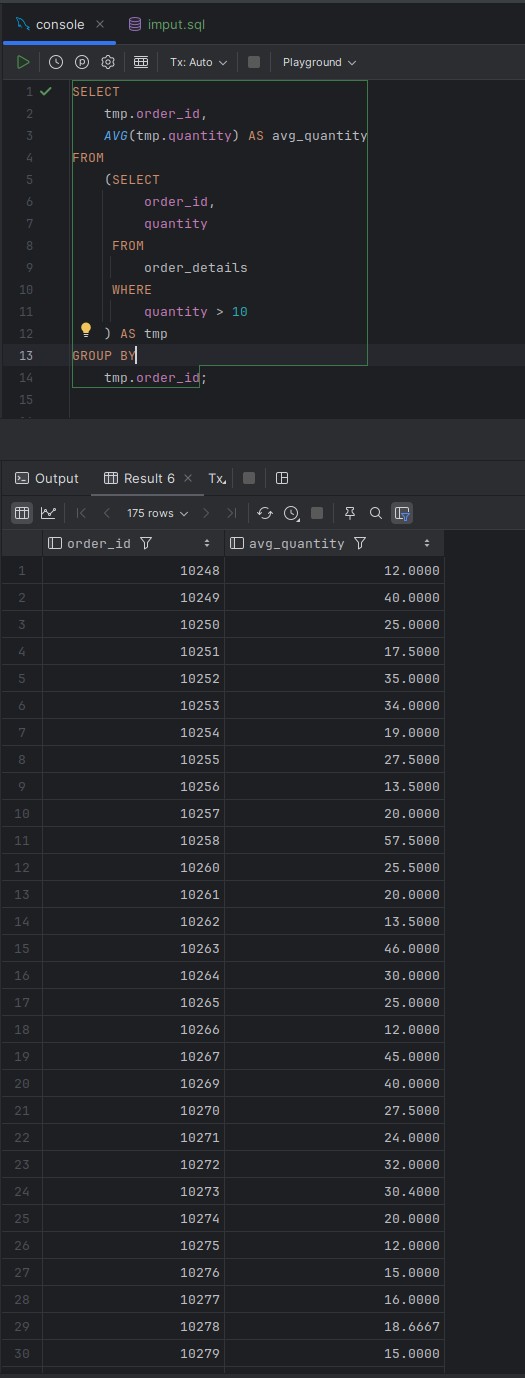 console × imput.sql
Tx: Auto Playground
1 SELECT
2 tmp.order_id,
3 AVG(tmp.quantity) AS avg_quantity
4 FROM
5 (SELECT
6 order_id,
7 quantity
8 FROM
9 order_details
10 WHERE
11 quantity > 10
12 ) AS tmp
13 GROUP BY
14 tmp.order_id;
15
Output Result 6 × Tx
175 rows
order_id avg_quantity
1 10248 12.0000
2 10249 40.0000
3 10250 25.0000
4 10251 17.5000
5 10252 35.0000
6 10253 34.0000
7 10254 19.0000
8 10255 27.5000
9 10256 13.5000
10 10257 20.0000
11 10258 57.5000
12 10260 25.5000
13 10261 20.0000
14 10262 13.5000
15 10263 46.0000
16 10264 30.0000
17 10265 25.0000
18 10266 12.0000
19 10267 45.0000
20 10269 40.0000
21 10270 27.5000
22 10271 24.0000
23 10272 32.0000
24 10273 30.4000
25 10274 20.0000
26 10275 12.0000
27 10276 15.0000
28 10277 16.0000
29 10278 18.6667
30 10279 15.0000